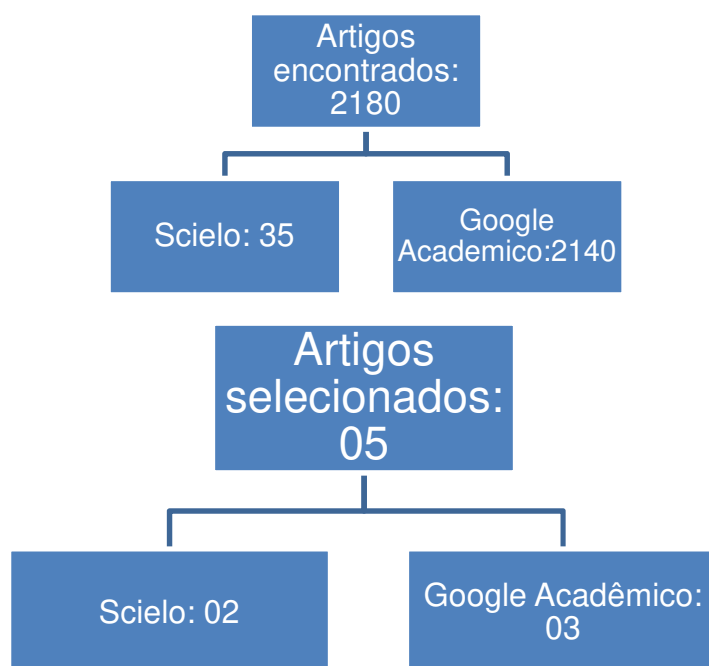 Artigos
encontrados:
2180
Scielo: 35
Google
Academico:2140
Artigos
selecionados:
05
Scielo: 02
Google Acadêmico:
03